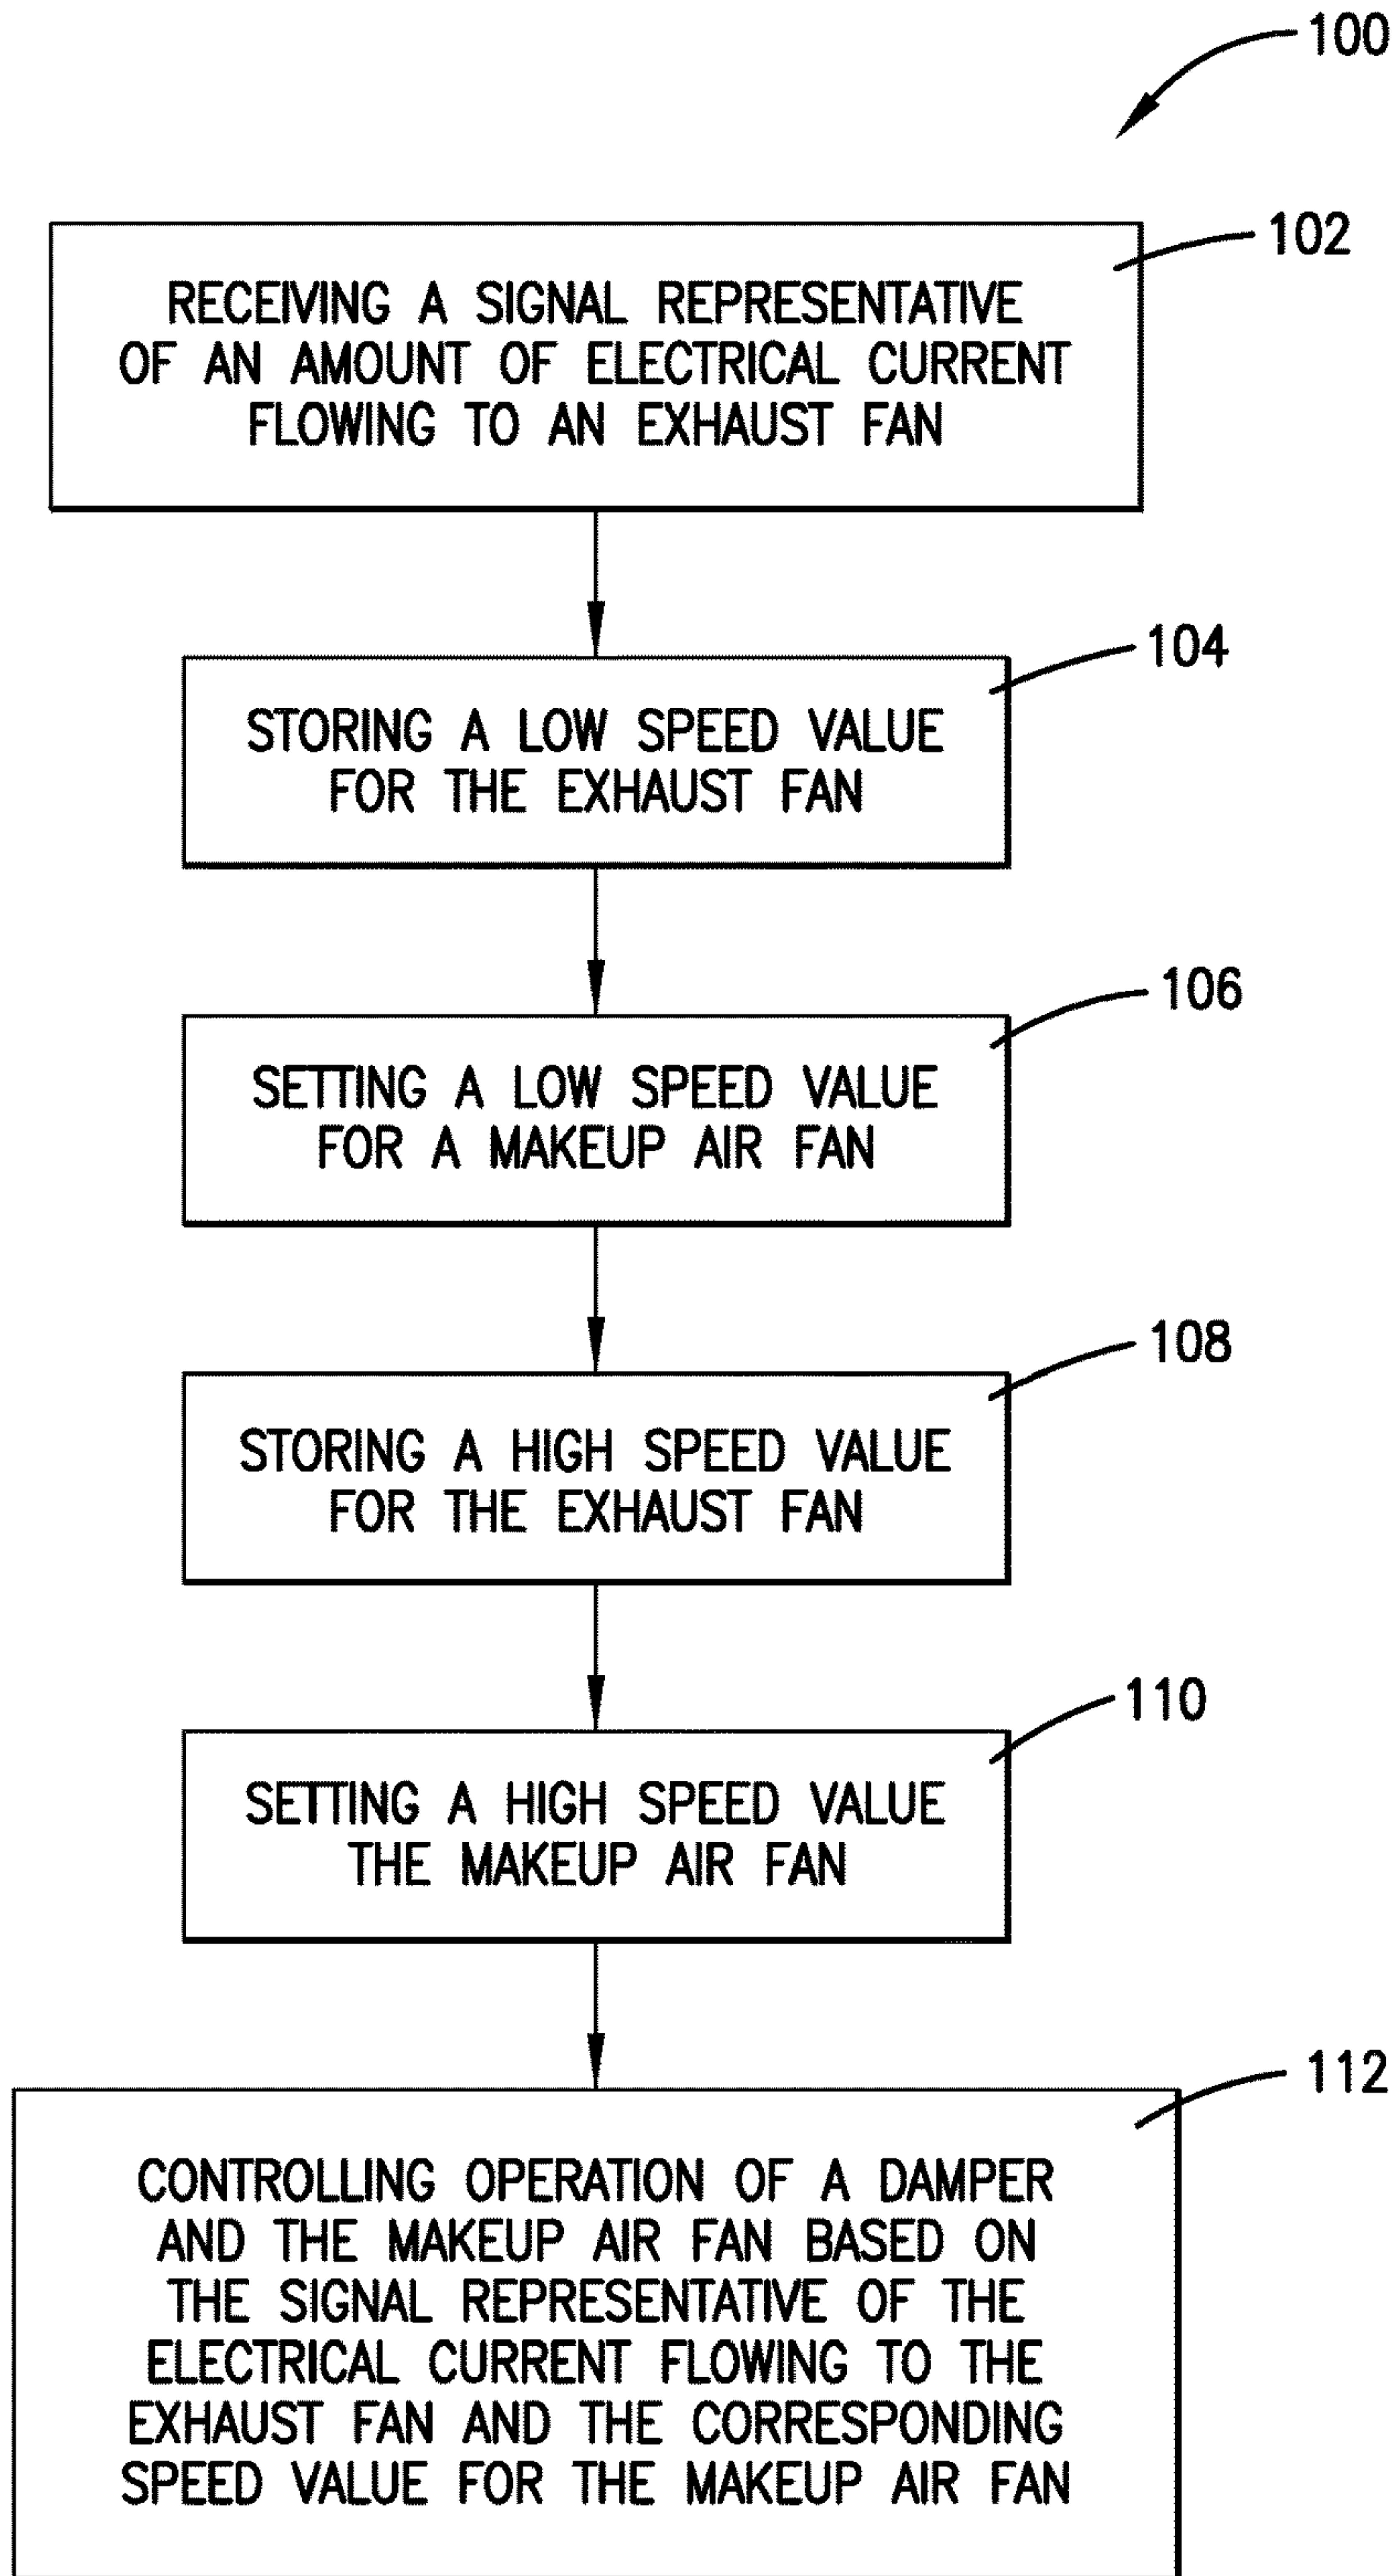 100
102
RECEIVING A SIGNAL REPRESENTATIVE
OF AN AMOUNT OF ELECTRICAL CURRENT
FLOWING TO AN EXHAUST FAN
104
STORING A LOW SPEED VALUE
FOR THE EXHAUST FAN
106
SETTING A LOW SPEED VALUE
FOR A MAKEUP AIR FAN
108
STORING A HIGH SPEED VALUE
FOR THE EXHAUST FAN
110
SETTING A HIGH SPEED VALUE
THE MAKEUP AIR FAN
112
CONTROLLING OPERATION OF A DAMPER
AND THE MAKEUP AIR FAN BASED ON
THE SIGNAL REPRESENTATIVE OF THE
ELECTRICAL CURRENT FLOWING TO THE
EXHAUST FAN AND THE CORRESPONDING
SPEED VALUE FOR THE MAKEUP AIR FAN